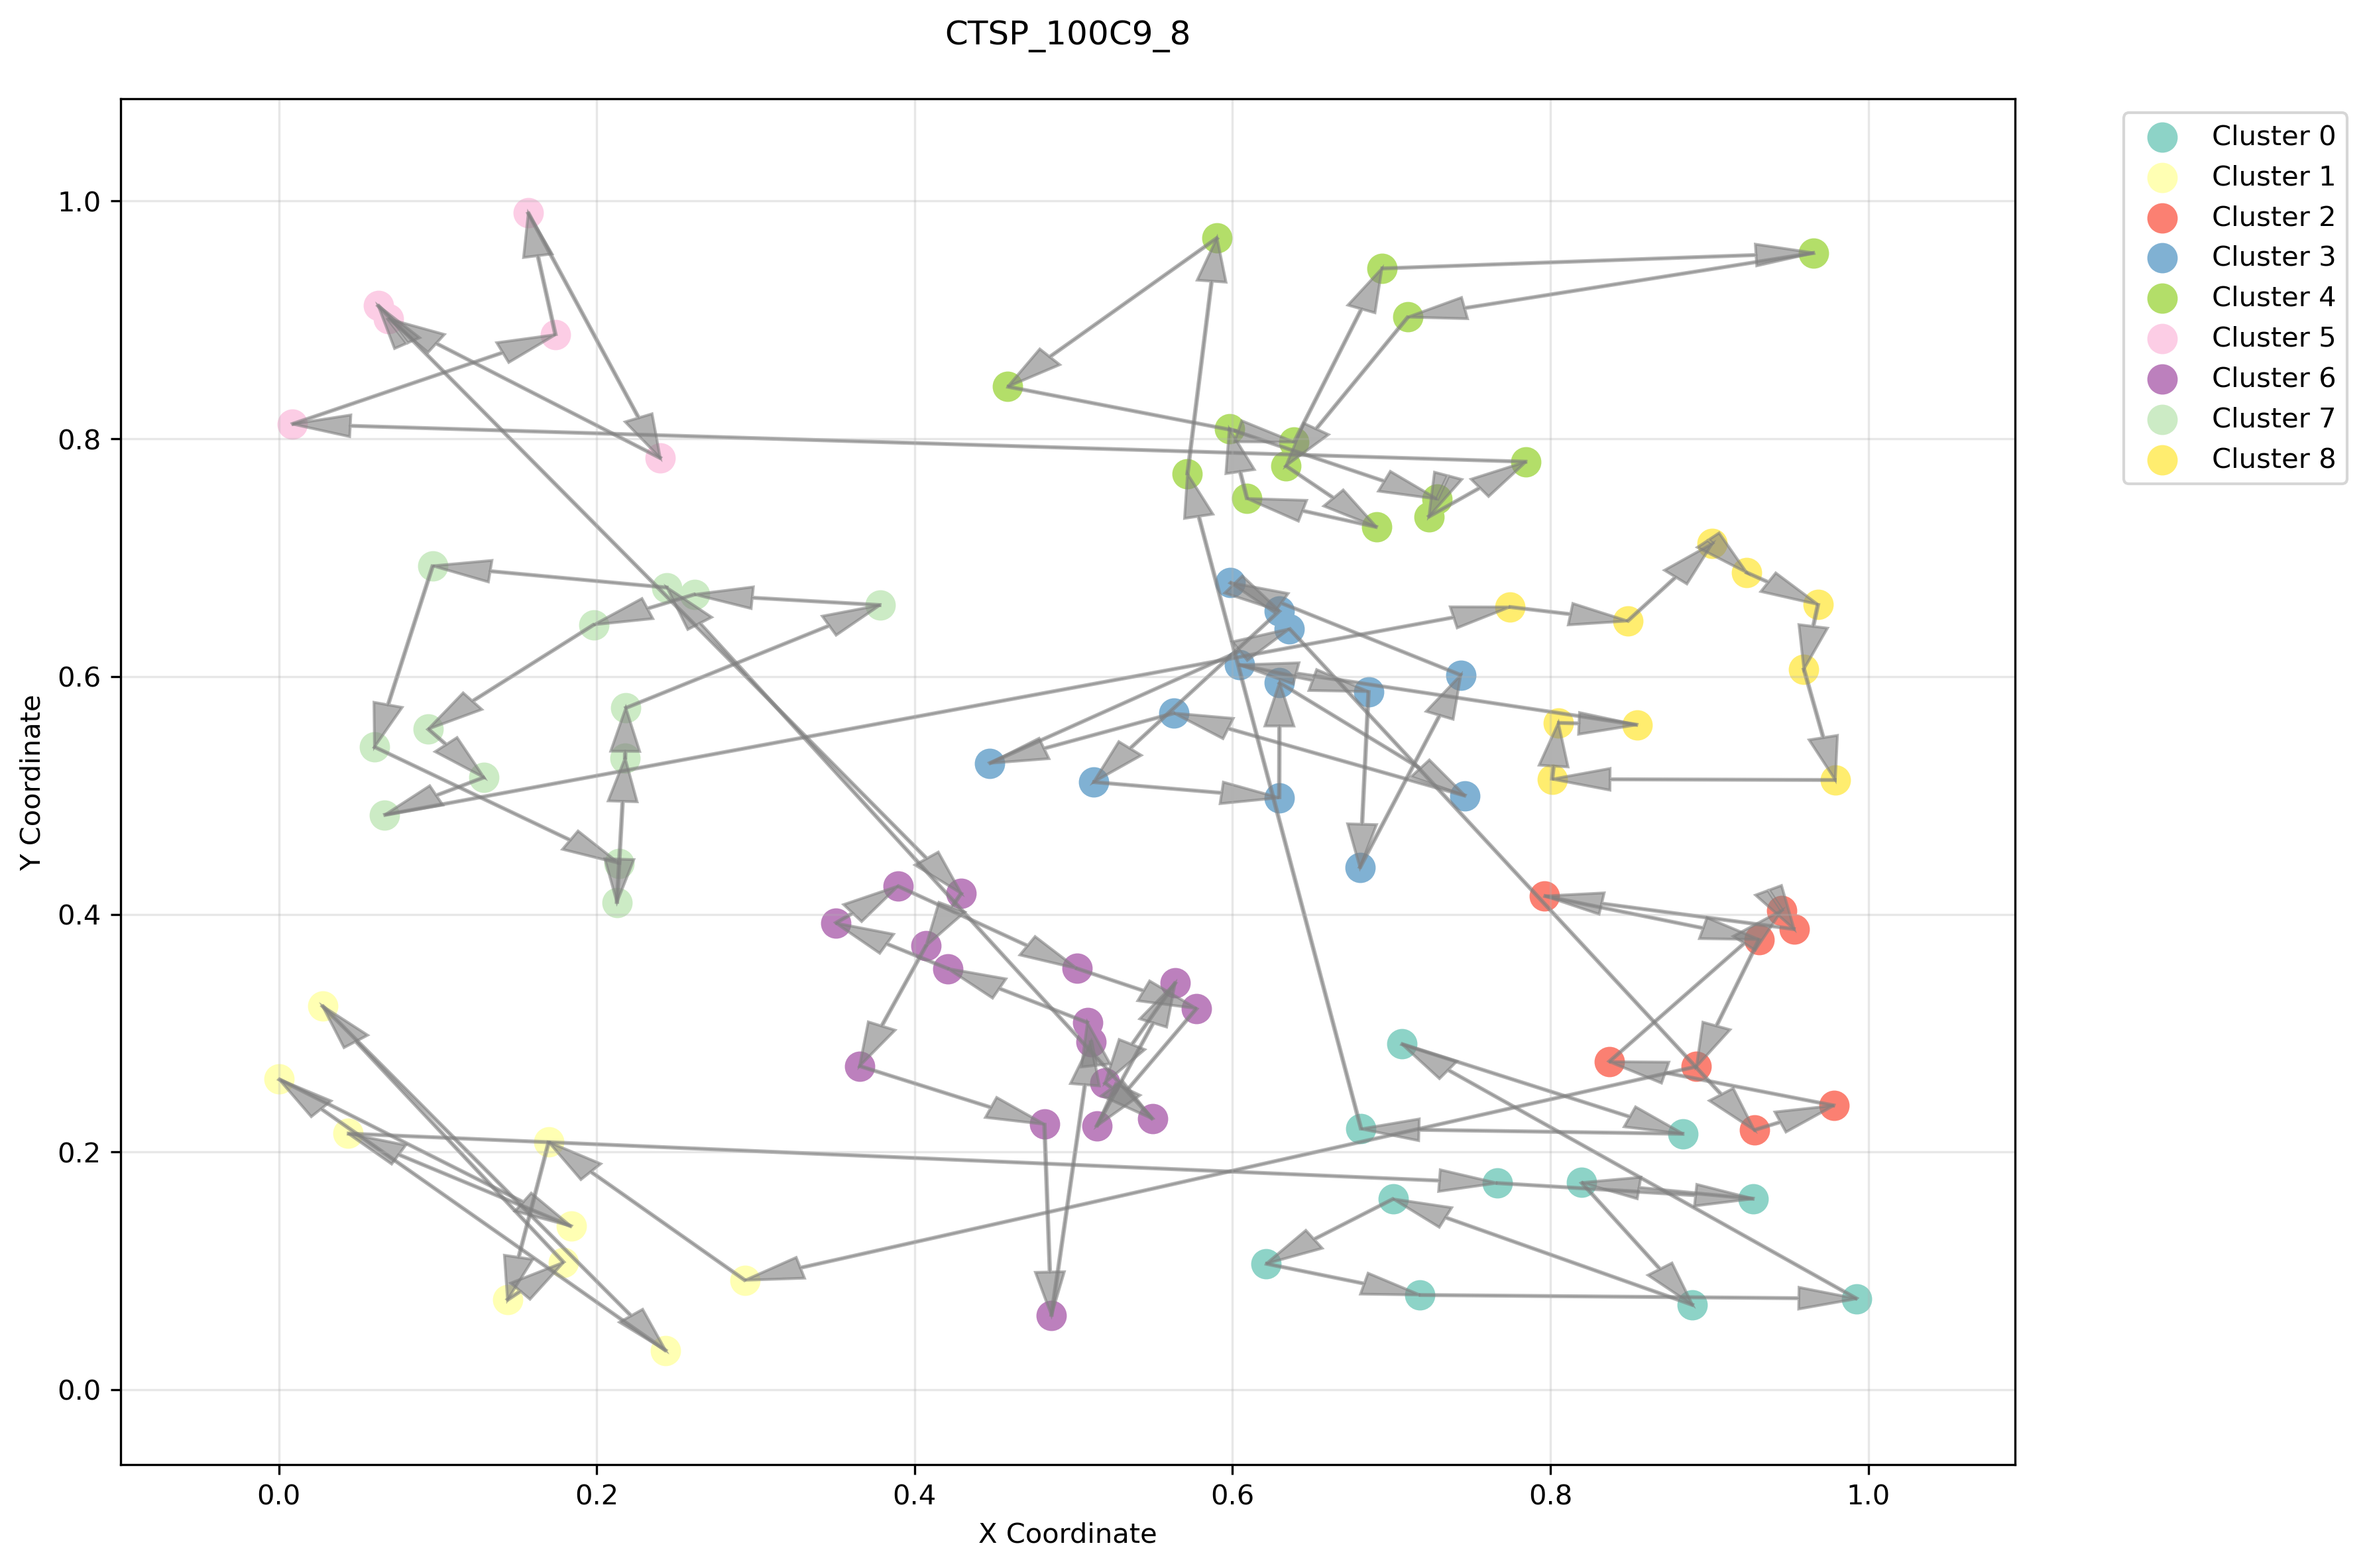 CTSP_100C9_8
Cluster 0
Cluster 1
Cluster 2
Cluster 3
Cluster 4
Cluster 5
Cluster 6
Cluster 7
Cluster 8
1.0
0.8
0.6
0.4
0.2
0.0
Y Coordinate
0.0 0.2 0.4 0.6 0.8 1.0
X Coordinate